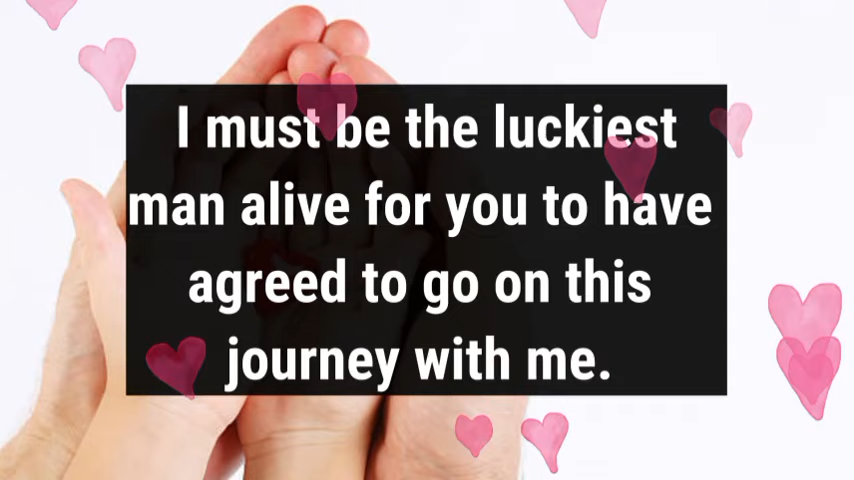 I must be the luckiest
man alive for you to have
agreed to go on this
journey with me.